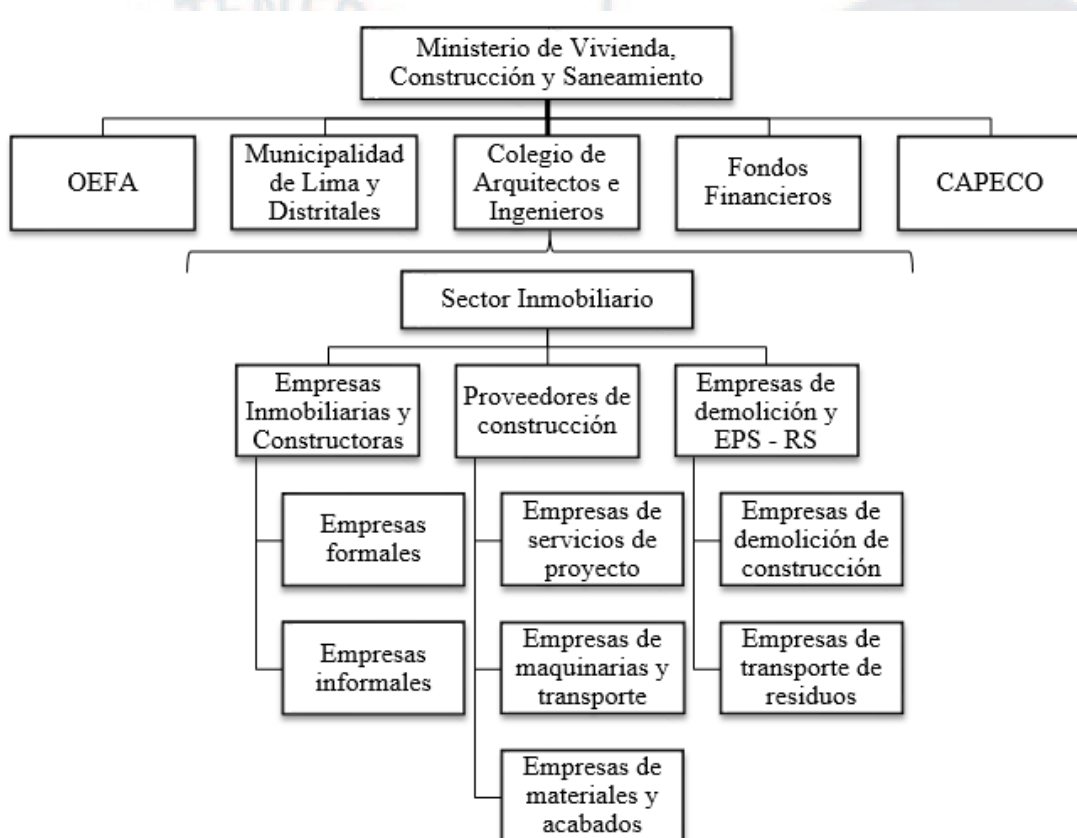 Ministerio de Vivienda,
Construcción y Saneamiento
OEFA
Municipalidad
de Lima y
Distritales
Colegio de
Arquitectos e
Ingenieros
Fondos
Financieros
CAPECO
Sector Inmobiliario
Empresas
Inmobiliarias y
Constructoras
Proveedores de
construcción
Empresas de
demolición y
EPS - RS
Empresas
formales
Empresas de
servicios de
proyecto
Empresas de
demolición de
construcción
Empresas
informales
Empresas de
maquinarias y
transporte
Empresas de
transporte de
residuos
Empresas de
materiales y
acabados